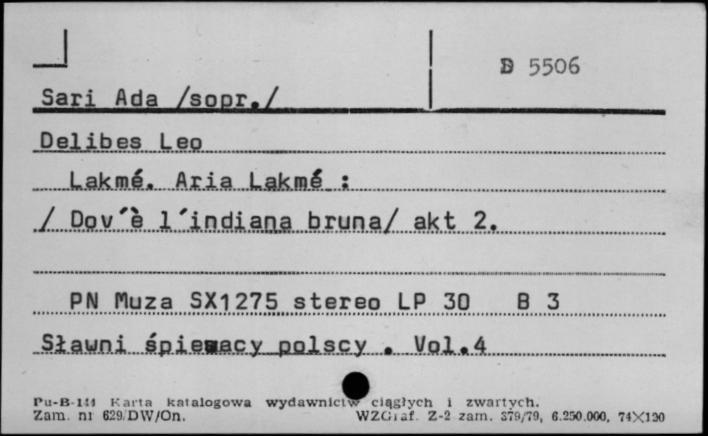 D 5506
Sari Ada /sopr./
Delibes Leo
Lakmé. Aria Lakmé :
/ Dov´è l´indiana bruna/ akt 2.
PN Muza SX1275 stereo LP 30 B 3
Sławni śpiewacy polscy . Vol.4
Pu-B-144 Karta katalogowa wydawnictw ciągłych i zwartych.
Zam. nr 629/DW/On. WZGraf. Z-2 zam. 379/79, 6.250.000, 74X120